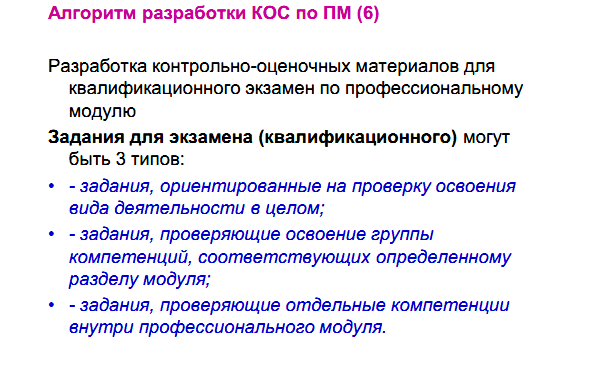 Алгоритм разработки КОС по ПМ (6)
Разработка контрольно-оценочных материалов для
квалификационного экзамен по профессиональному
модулю
Задания для экзамена (квалификационного) могут
быть 3 типов:
• - задания, ориентированные на проверку освоения
вида деятельности в целом;
• - задания, проверяющие освоение группы
компетенций, соответствующих определенному
разделу модуля;
• - задания, проверяющие отдельные компетенции
внутри профессионального модуля.